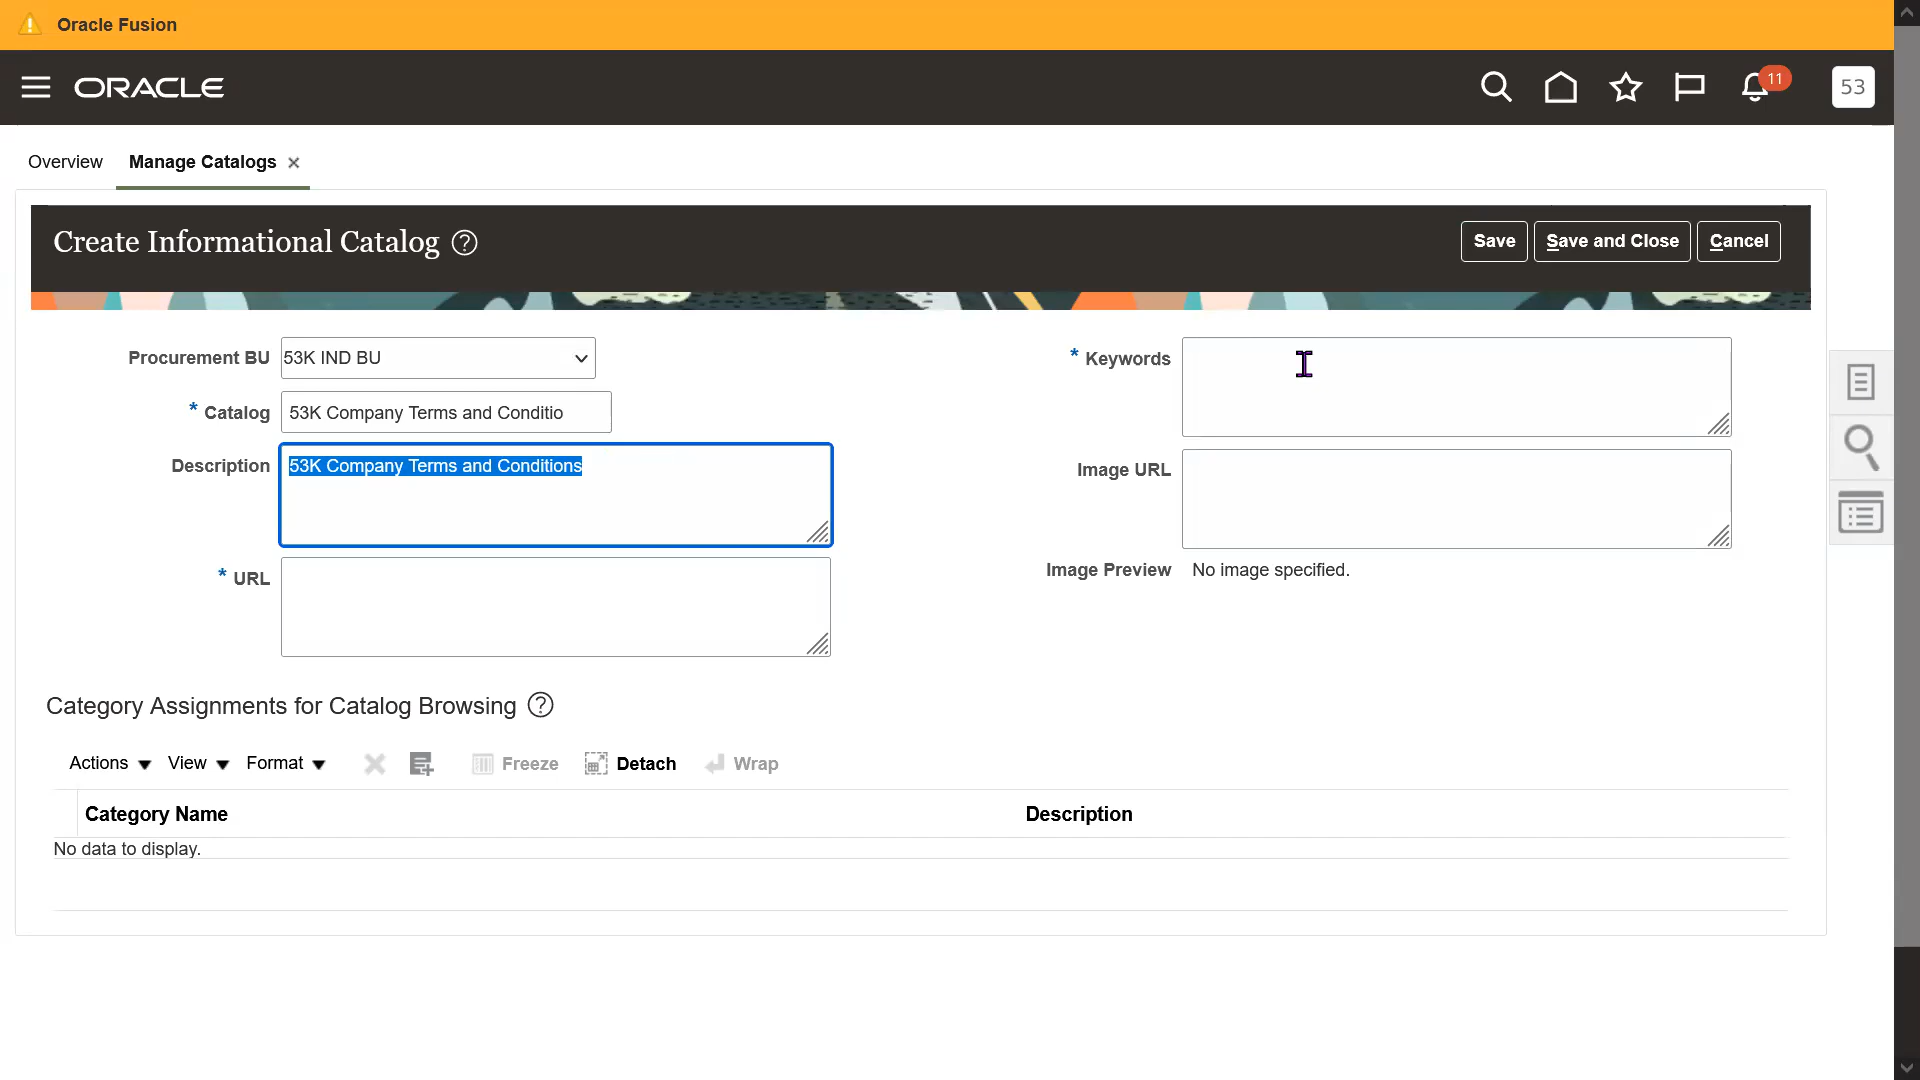 Oracle Fusion
ORACLE
11
53
Overview
Manage Catalogs
Create Informational Catalog
Save
Save and Close
Cancel
Procurement BU
53K IND BU
* Catalog
53K Company Terms and Conditio
Description
53K Company Terms and Conditions
* URL
* Keywords
Image URL
Image Preview
No image specified.
Category Assignments for Catalog Browsing
Actions
View
Format
Freeze
Detach
Wrap
Category Name
Description
No data to display.